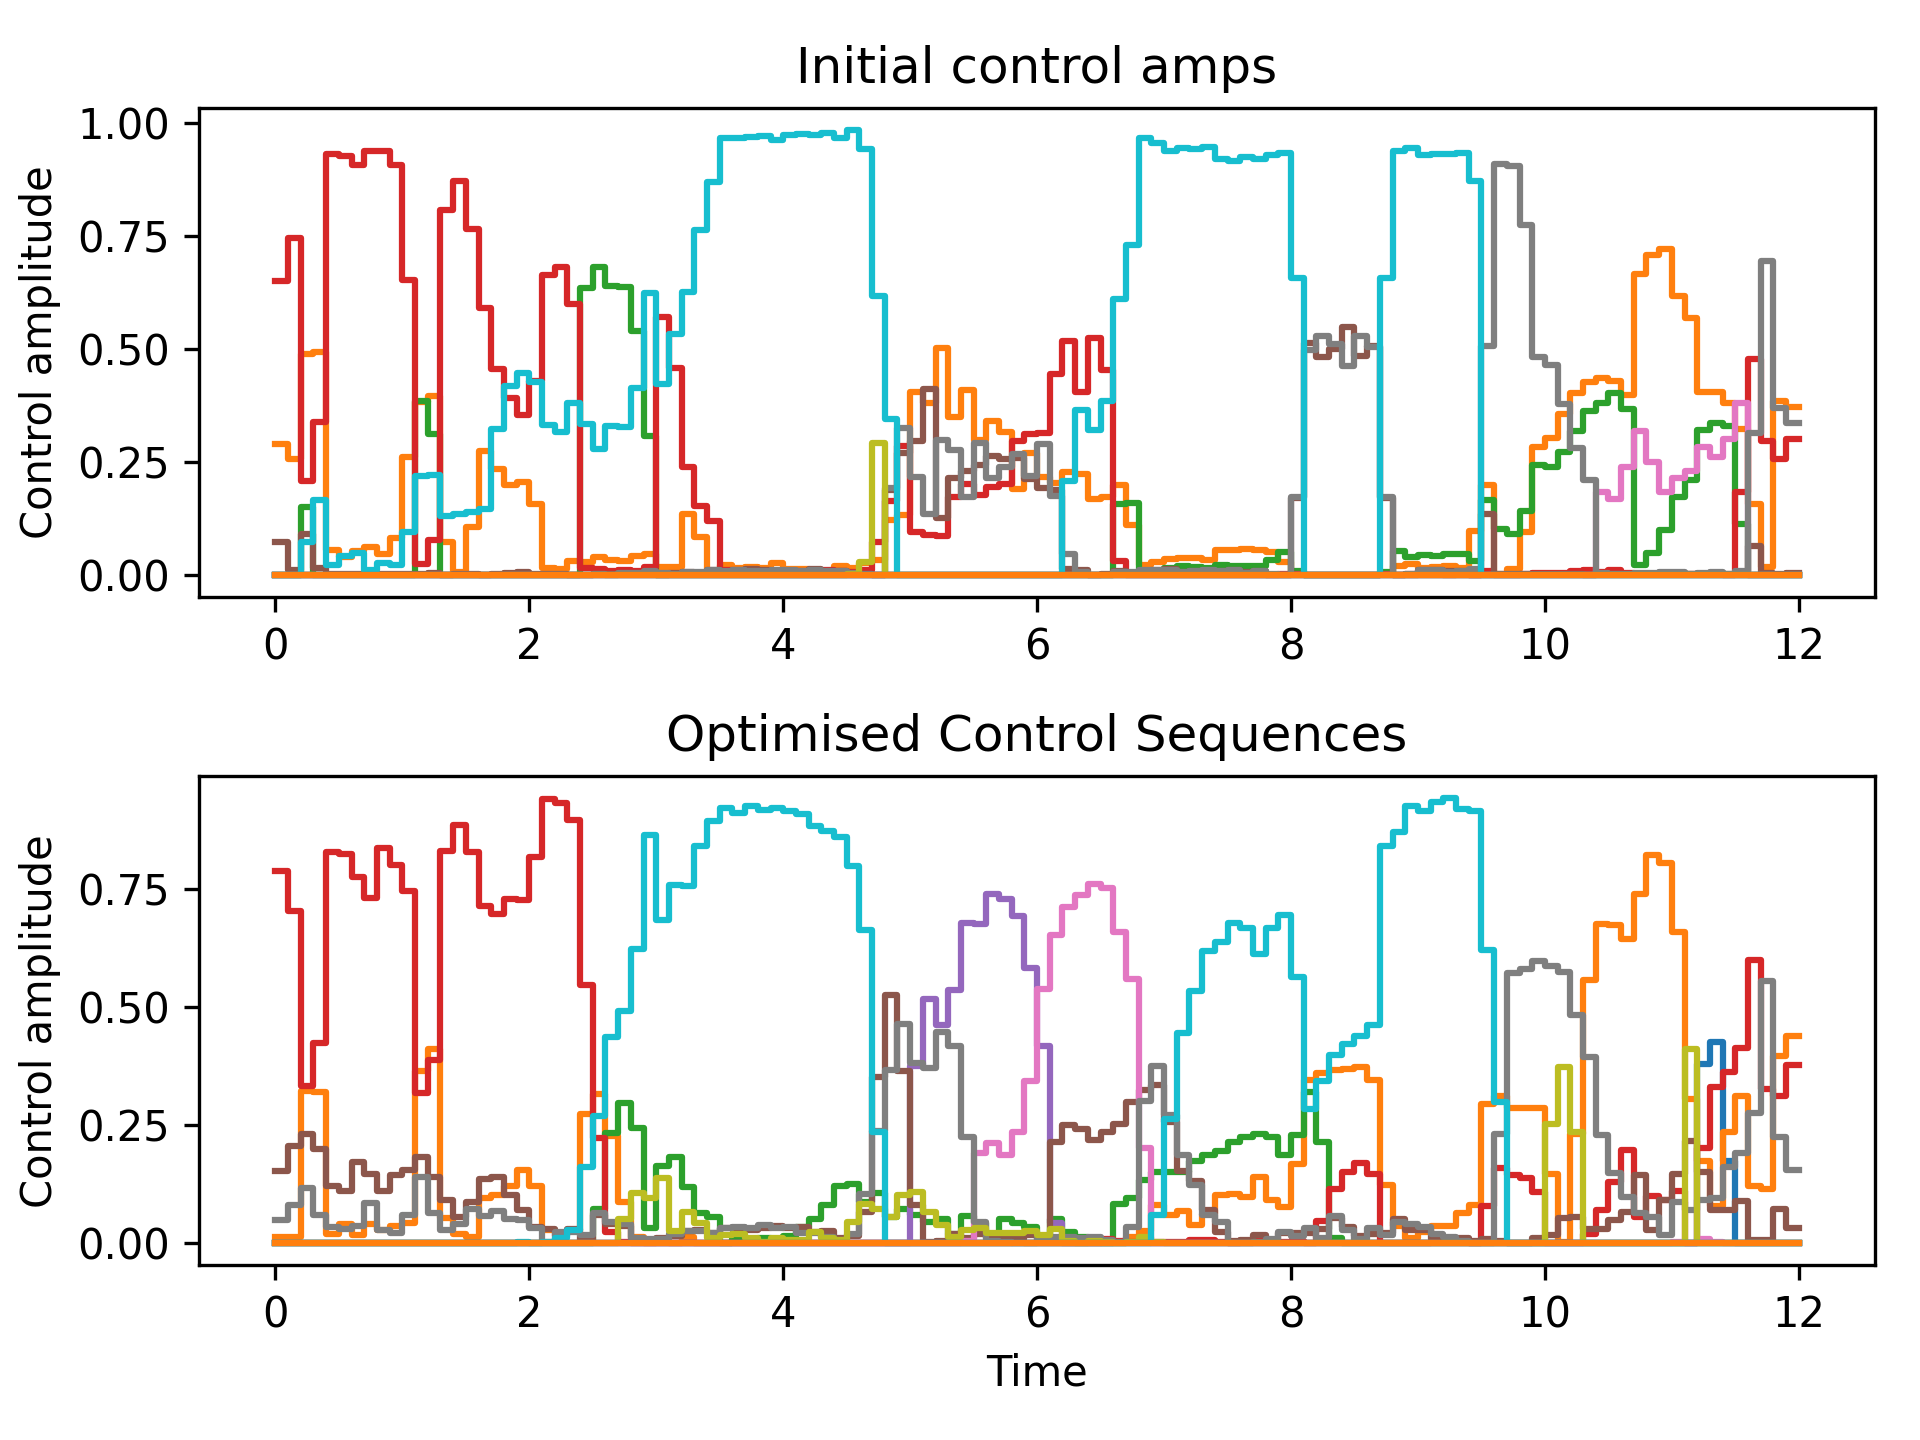 Initial control amps
Control amplitude
1.00
0.75
0.50
0.25
0.00
0 2 4 6 8 10 12
Optimised Control Sequences
Control amplitude
0.75
0.50
0.25
0.00
0 2 4 6 8 10 12
Time